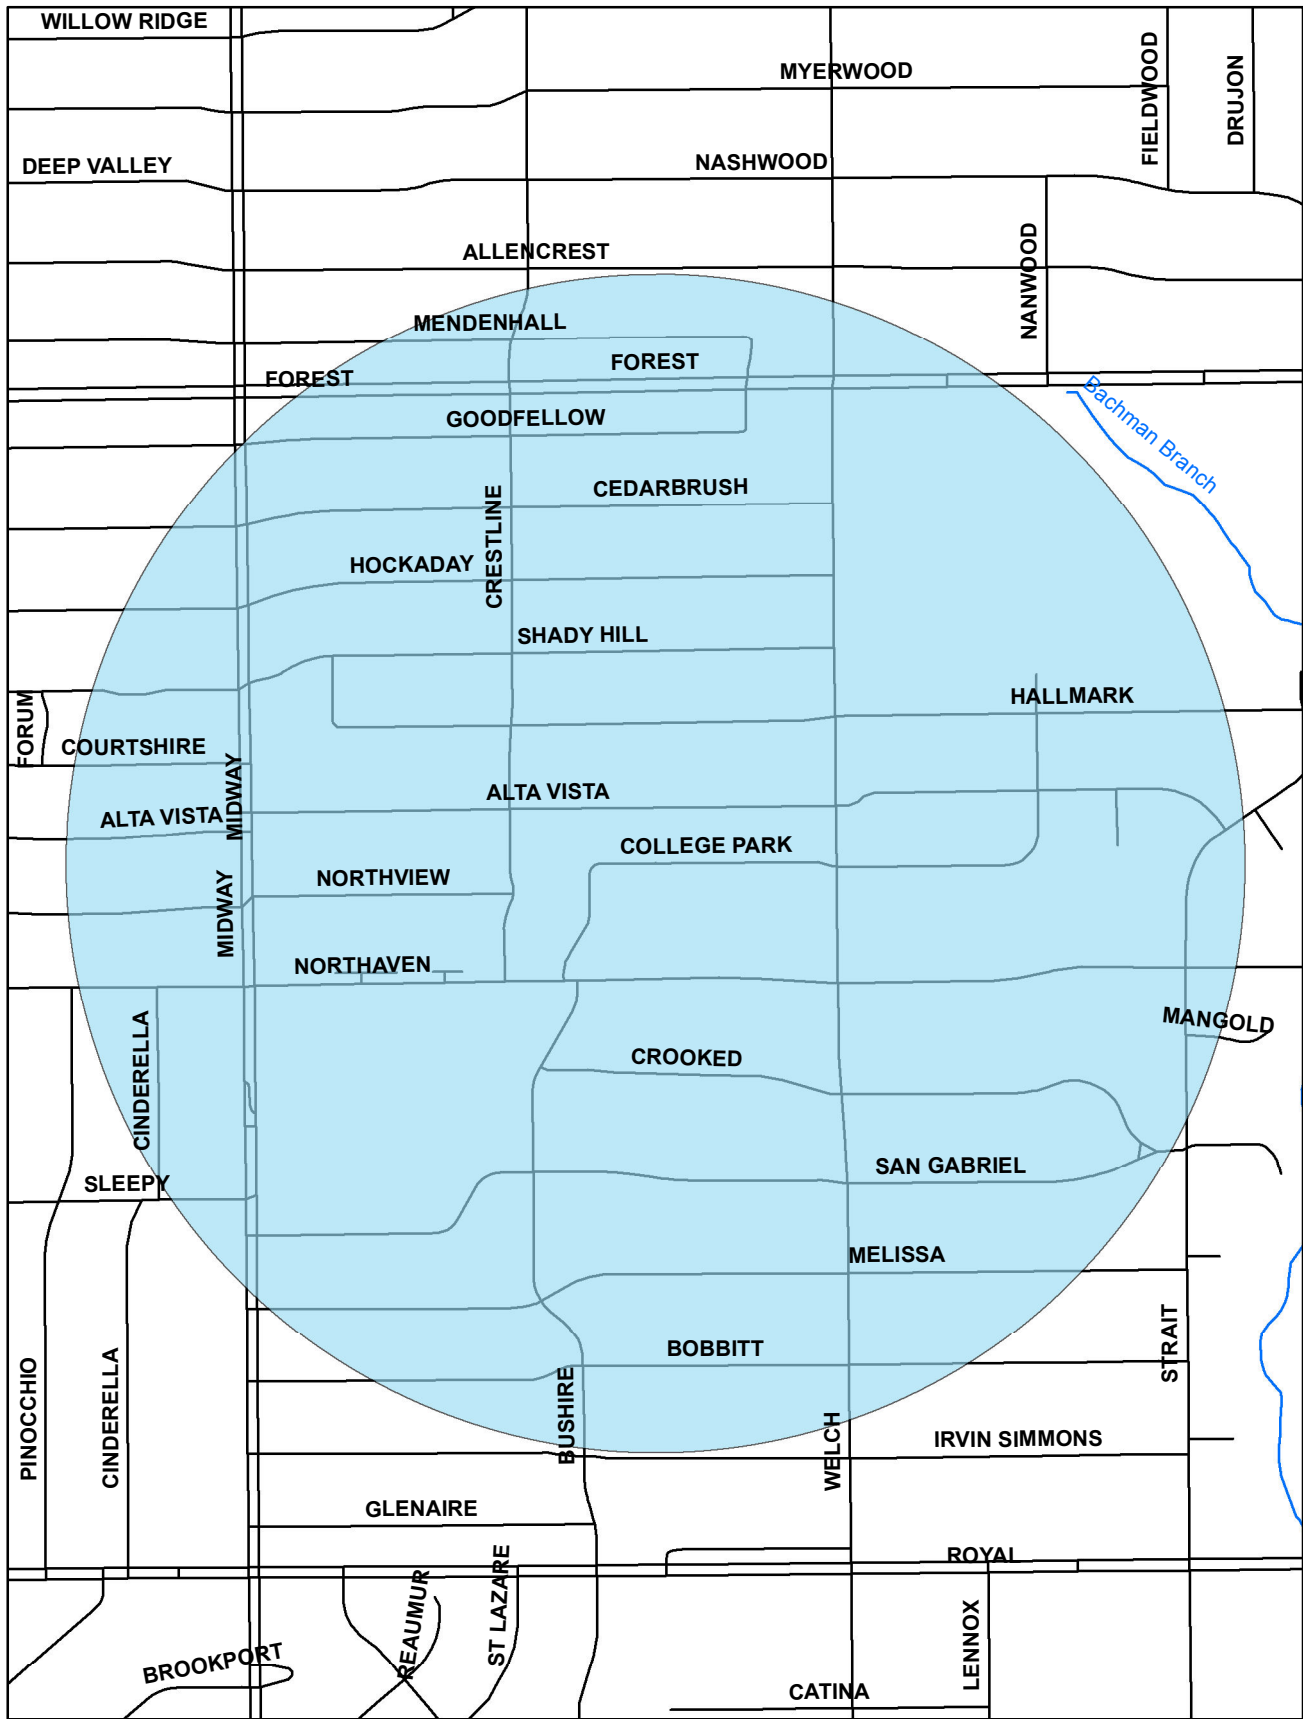 WILLOW RIDGE
MYERWOOD
FIELDWOOD
DRUJON
DEEP VALLEY
NASHWOOD
ALLENCREST
NANWOOD
MENDENHALL
FOREST
FOREST
Bachman Branch
GOODFELLOW
CEDARBRUSH
CRESTLINE
HOCKADAY
SHADY HILL
HALLMARK
FORUM
COURTSHIRE
MIDWAY
ALTA VISTA
ALTA VISTA
COLLEGE PARK
NORTHVIEW
MIDWAY
NORTHAVEN
MANGOLD
CINDERELLA
CROOKED
SAN GABRIEL
SLEEPY
MELISSA
STRAIT
BOBBITT
PINOCCHIO
CINDERELLA
BUSHIRE
WELCH
IRVIN SIMMONS
GLENAIRE
ROYAL
REAUMUR
ST LAZARE
LENNOX
BROOKPORT
CATINA